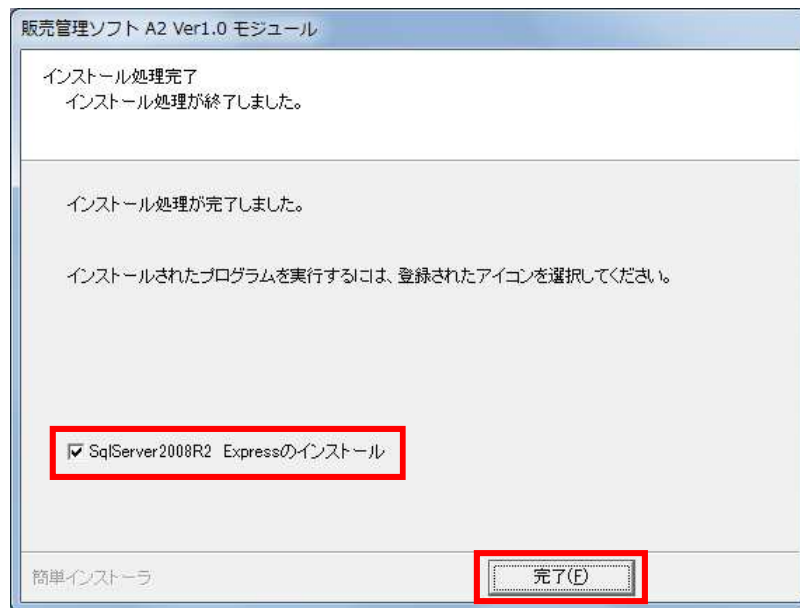 販売管理ソフト A2 Ver1.0 モジュール
インストール処理完了
インストール処理が終了しました。
インストール処理が完了しました。
インストールされたプログラムを実行するには、登録されたアイコンを選択してください。
SqlServer2008R2 Expressのインストール
簡単インストーラ
完了(F)